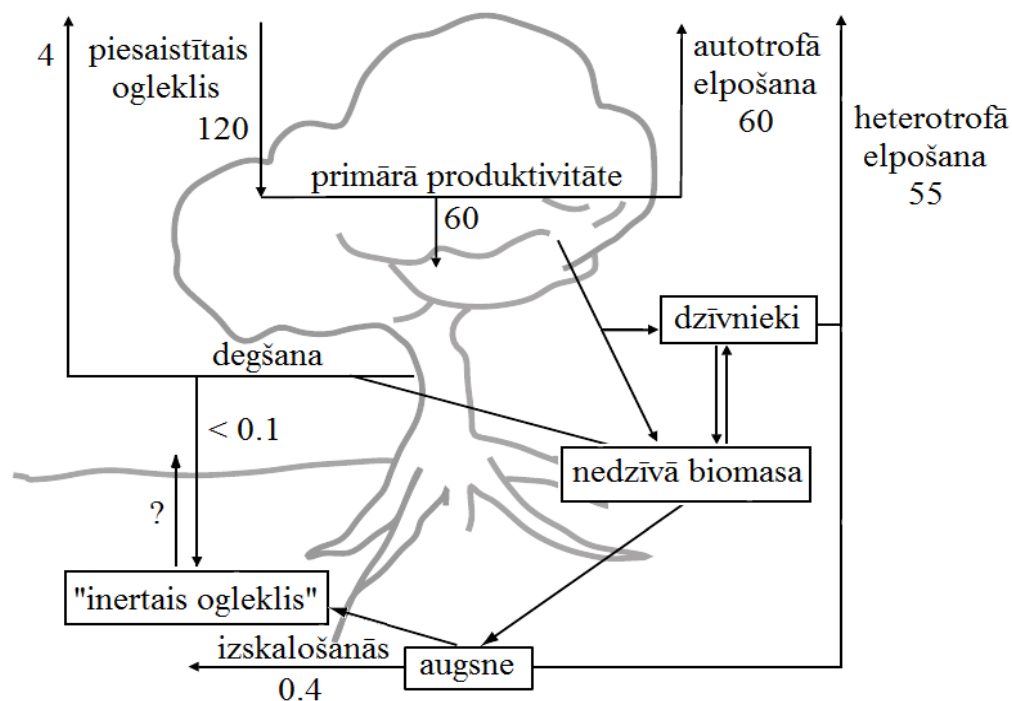 4
piesaistītais
ogleklis
120
autotrofā
elpošana
60
heterotrofā
elpošana
55
primārā produktivitāte
60
dzīvnieki
degšana
< 0.1
nedzīvā biomasa
?
"inertais ogleklis"
izskalošanās
0.4
augsne